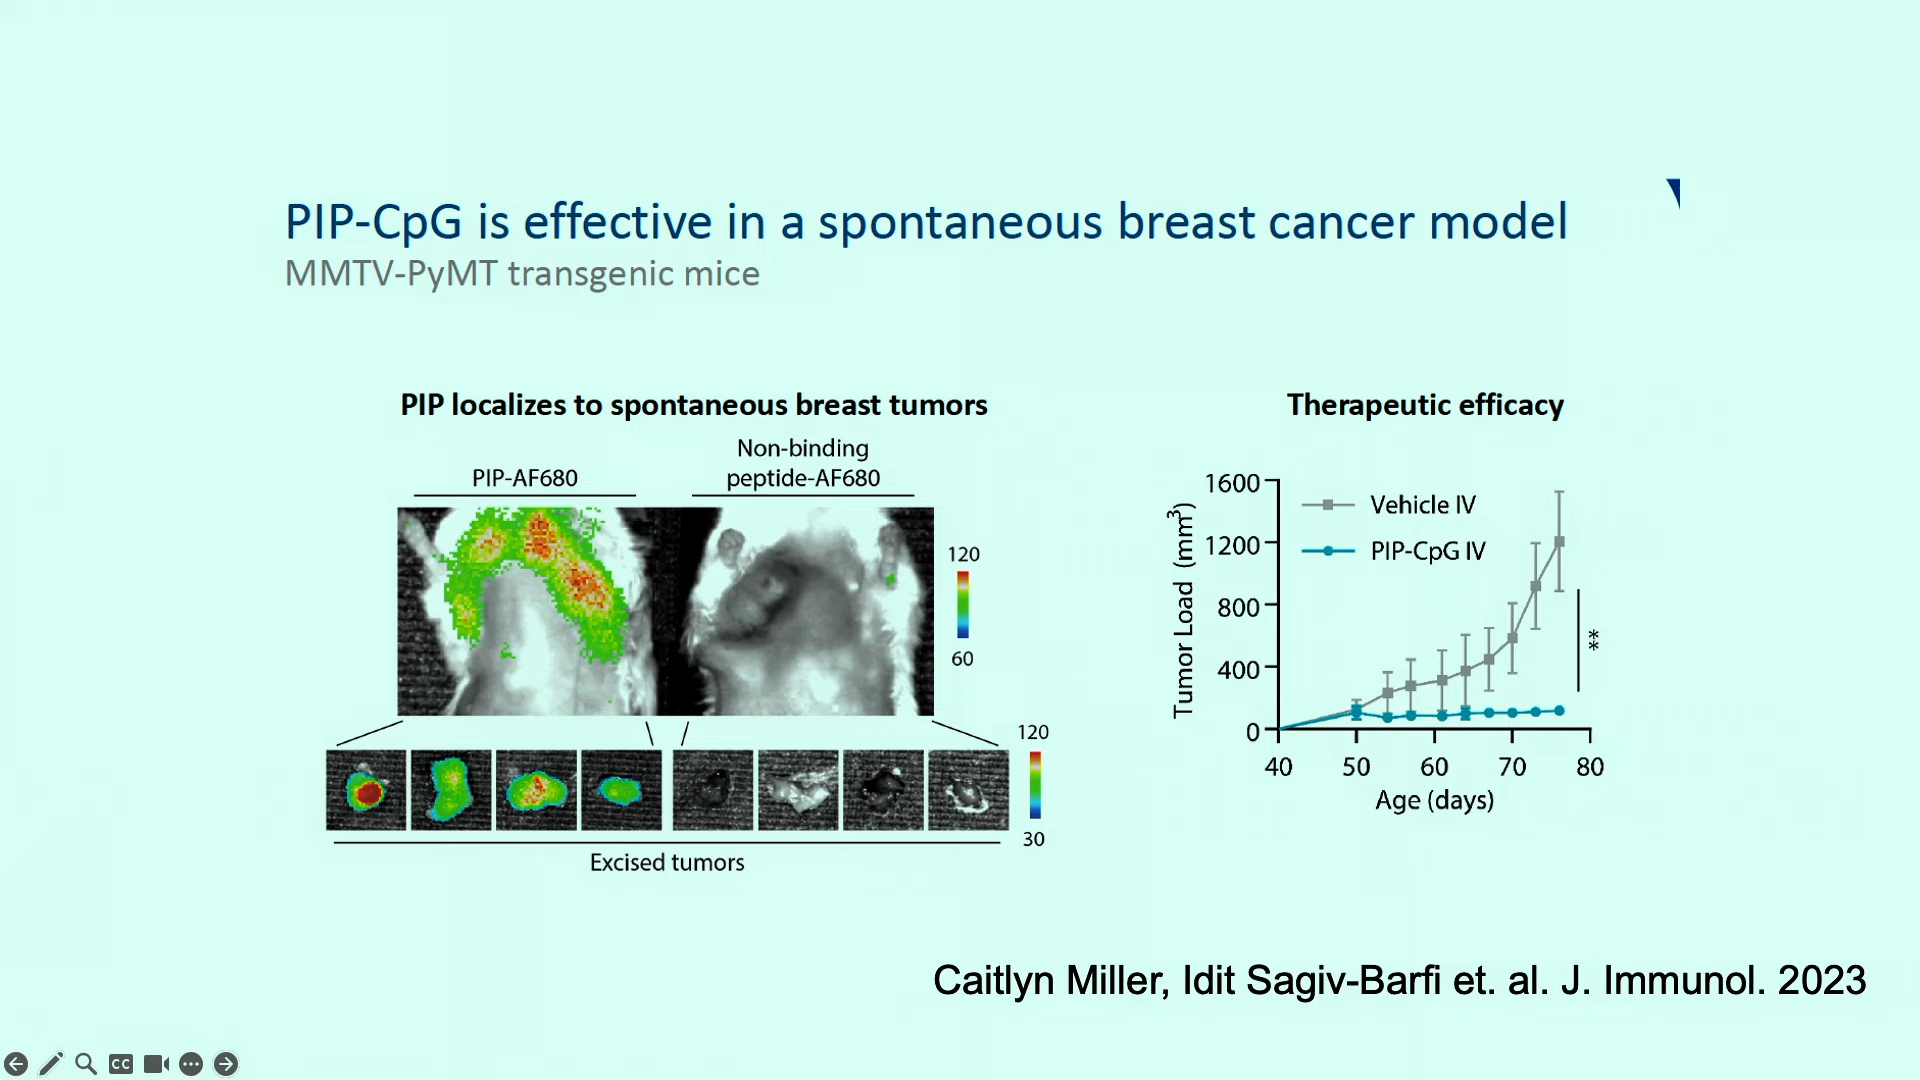 PIP-CpG is effective in a spontaneous breast cancer model
MMTV-PyMT transgenic mice
PIP localizes to spontaneous breast tumors
PIP-AF680
Non-binding
peptide-AF680
120
60
120
30
Excised tumors
Therapeutic efficacy
Tumor Load (mm³)
1600
1200
800
400
0
Vehicle IV
PIP-CpG IV
**
40 50 60 70 80
Age (days)
Caitlyn Miller, Idit Sagiv-Barfi et. al. J. Immunol. 2023
CC